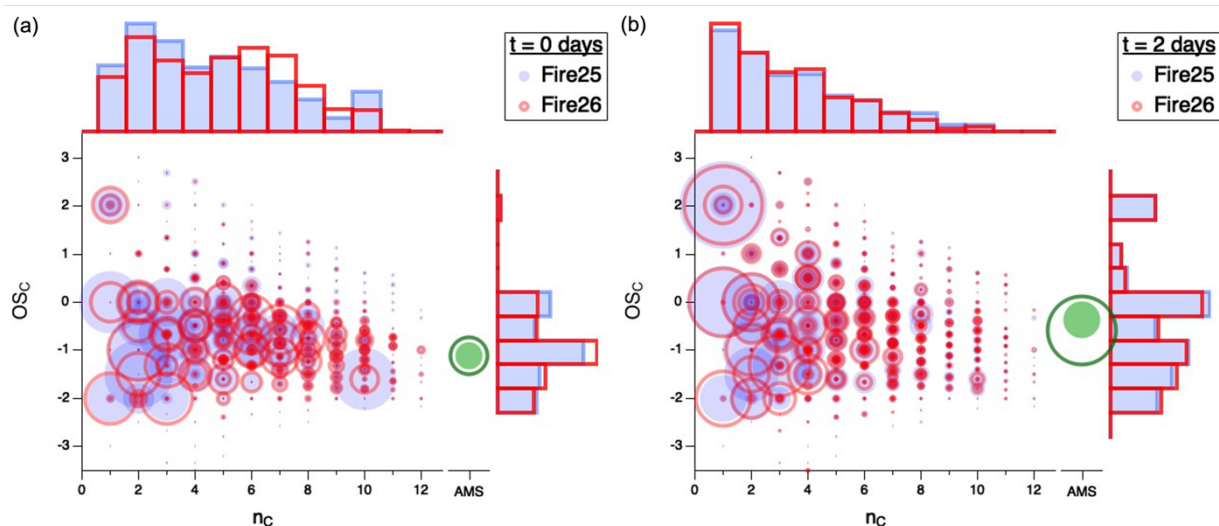 (a)
t = 0 days
Fire25
Fire26
3
2
1
0
-1
-2
-3
OSC
0 2 4 6 8 10 12 AMS
nC
(b)
t = 2 days
Fire25
Fire26
3
2
1
0
-1
-2
-3
OSC
0 2 4 6 8 10 12 AMS
nC